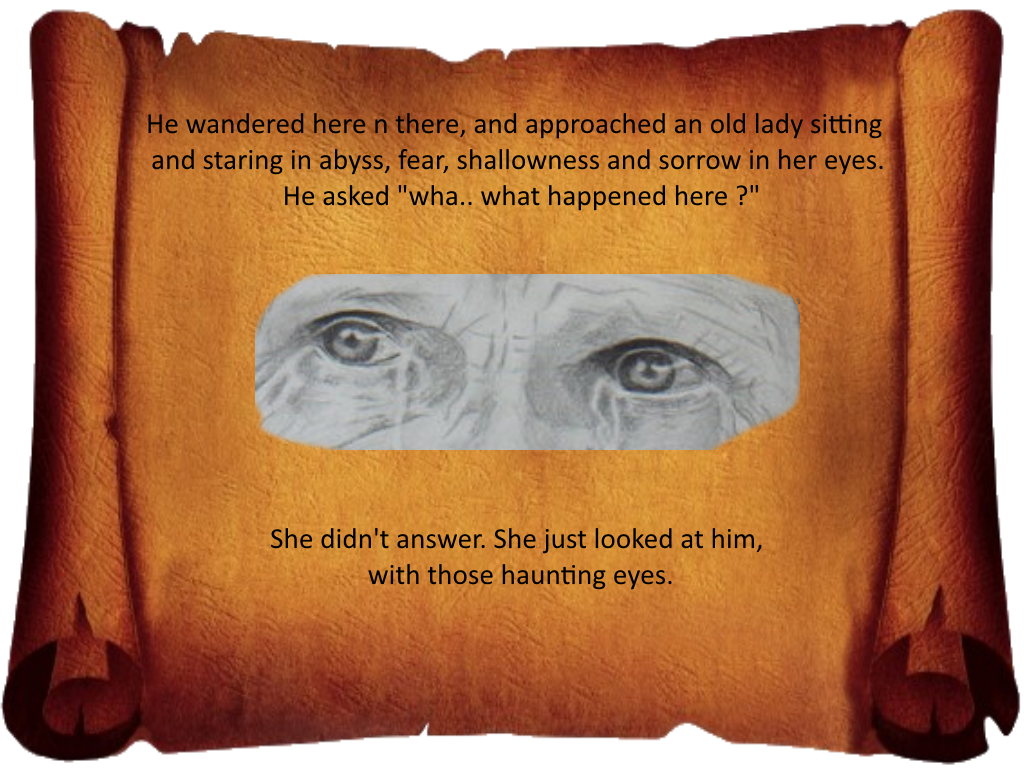 He wandered here n there, and approached an old lady sitting
and staring in abyss, fear, shallowness and sorrow in her eyes.
He asked "wha.. what happened here ?"
She didn't answer. She just looked at him,
with those haunting eyes.